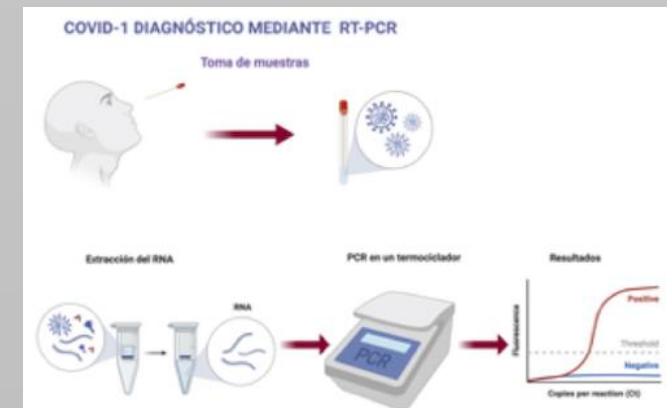 COVID-1 DIAGNÓSTICO MEDIANTE RT-PCR
Toma de muestras
Extracción del RNA
PCR en un termociclador
Resultados
RNA
PCR
Fluorescence
Positive
Threshold
Negative
Copies per reaction (Ct)